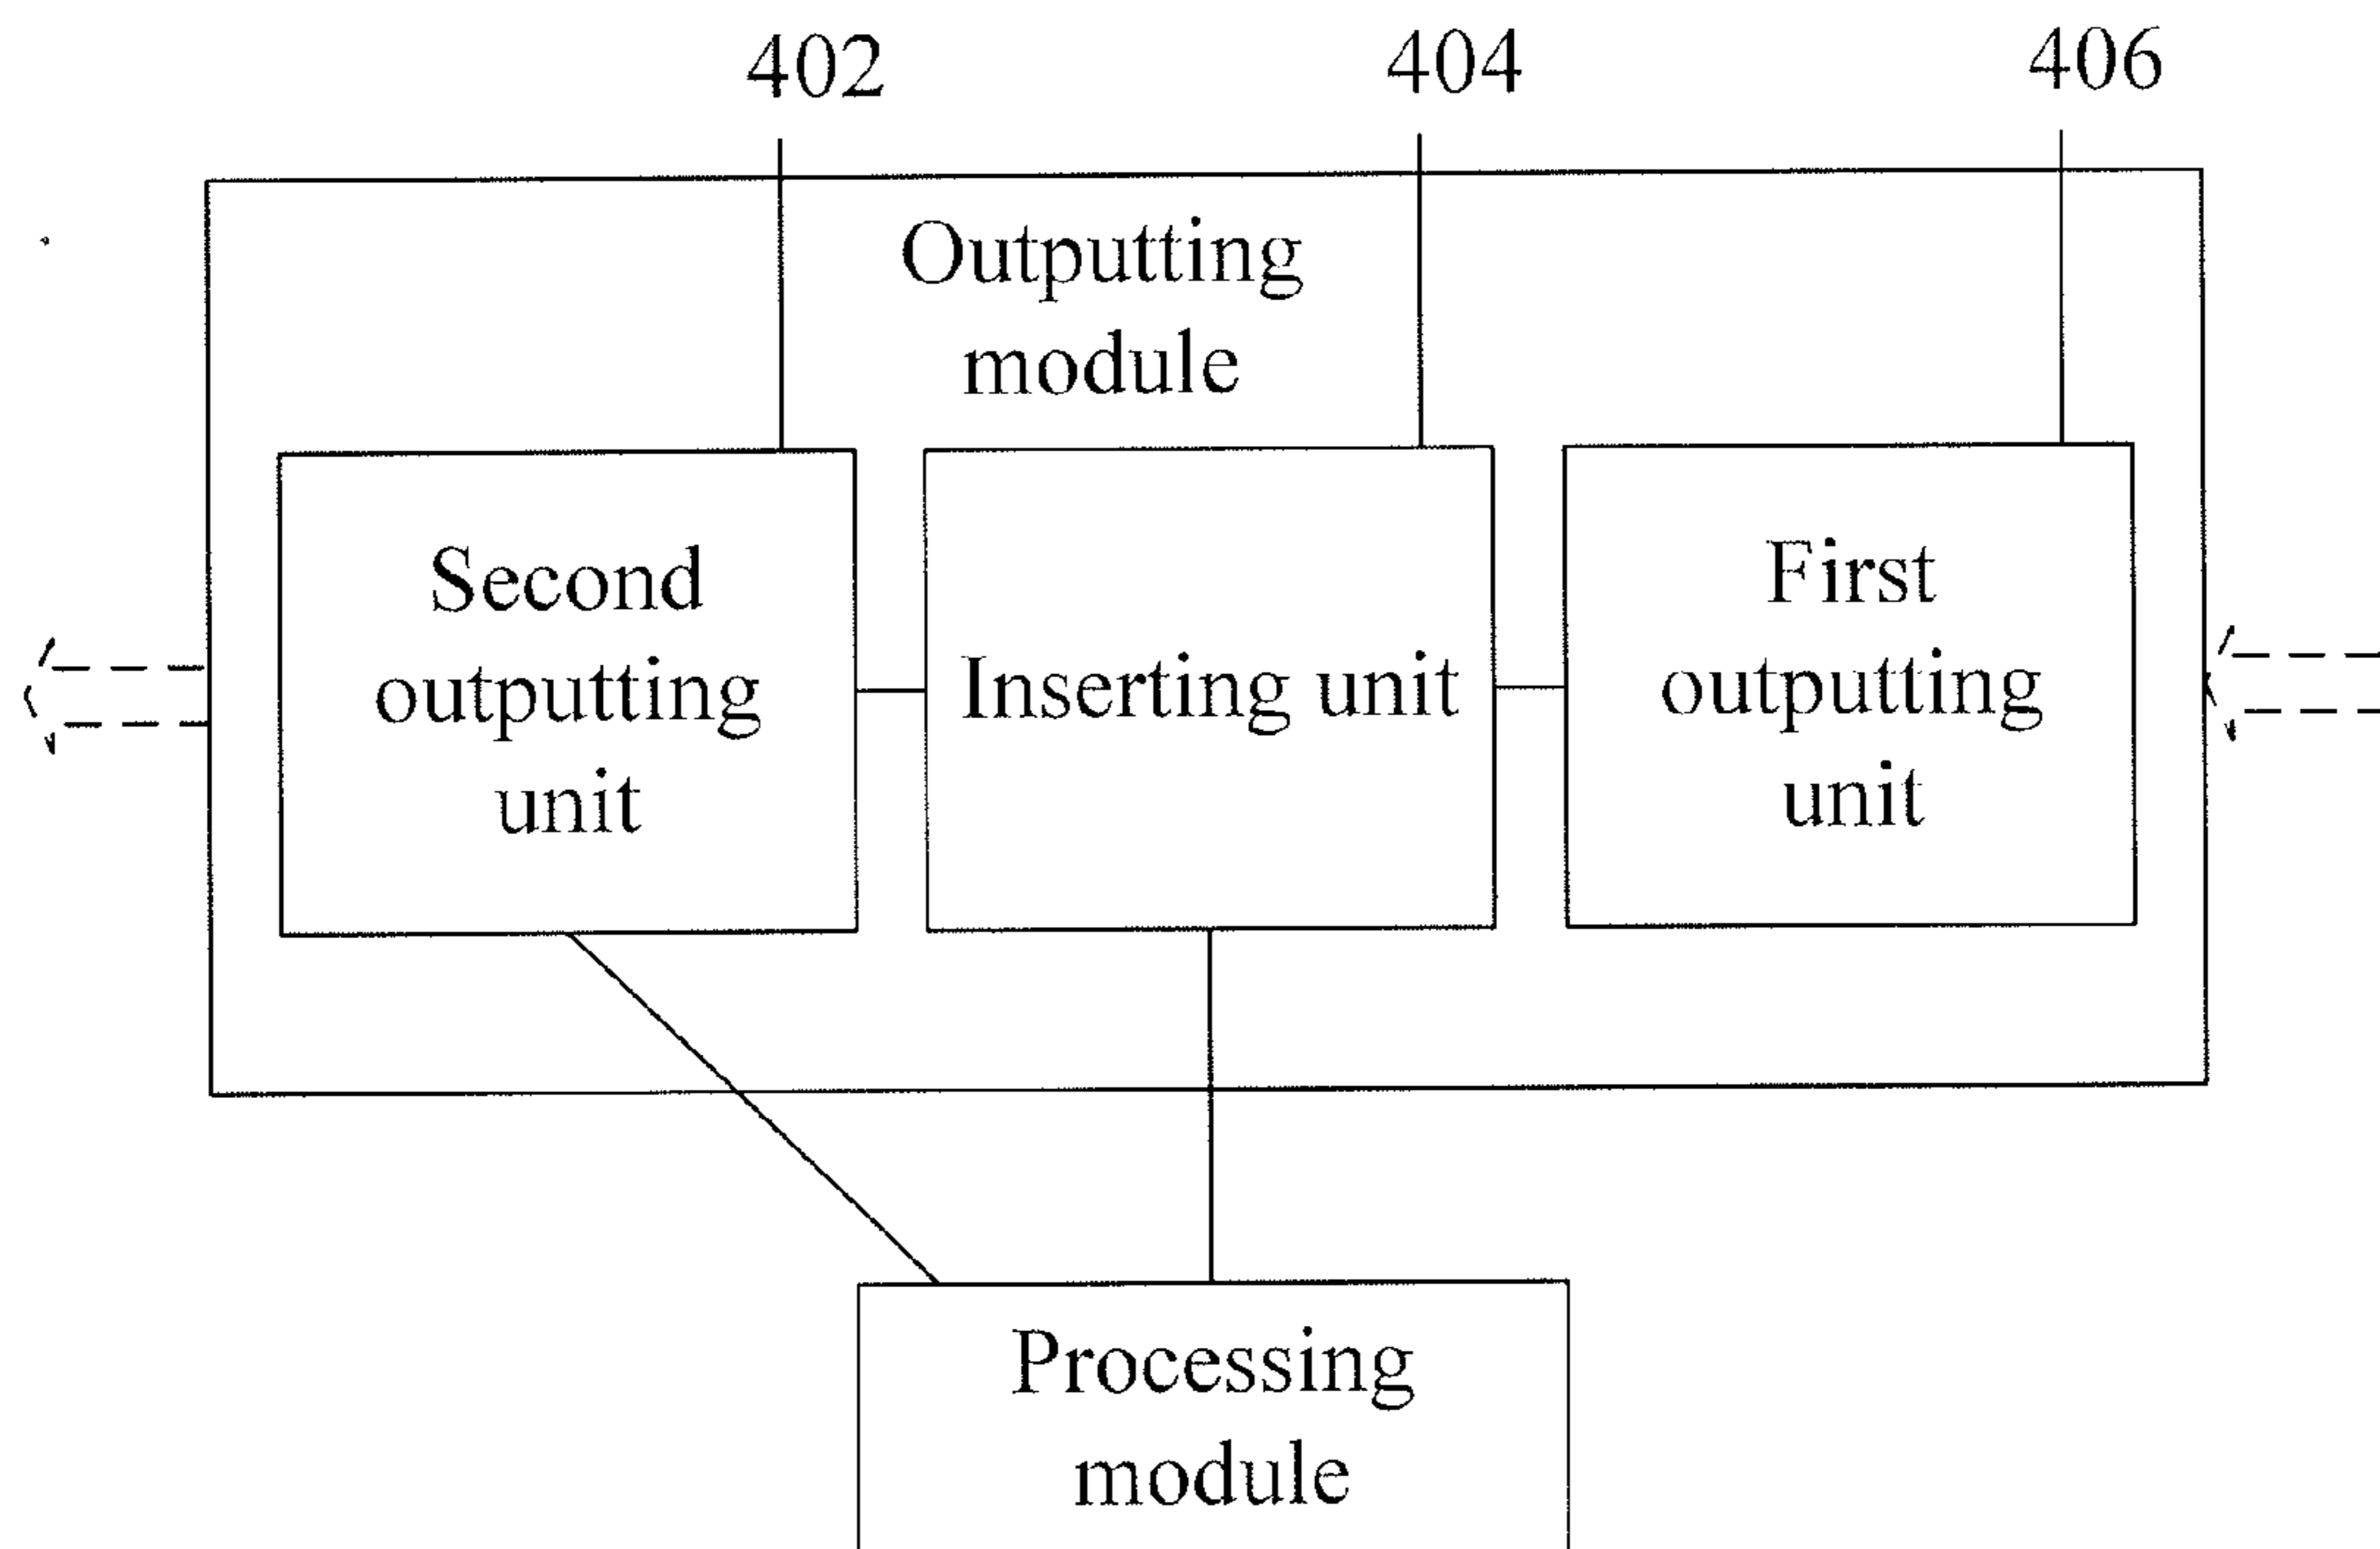 402
404
406
Outputting
module
Second
outputting
unit
Inserting unit
First
outputting
unit
Processing
module